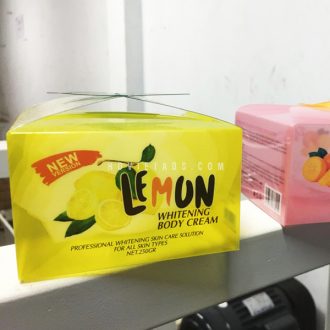 NEW
VERSION
LEMON
WHITENING
BODY CREAM
PROFESSIONAL WHITENING SKIN CARE SOLUTION
FOR ALL SKIN TYPES
NET.250GR